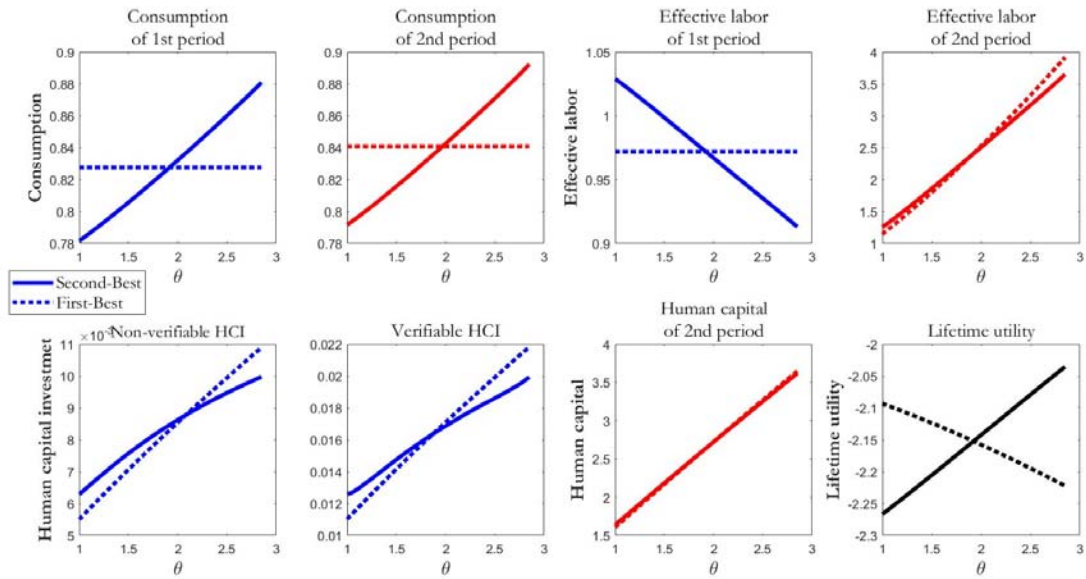 Consumption
of 1st period
Consumption
0.9
0.88
0.86
0.84
0.82
0.8
0.78
1 1.5 2 2.5 3
θ
Consumption
of 2nd period
0.9
0.88
0.86
0.84
0.82
0.8
0.78
1 1.5 2 2.5 3
θ
Effective labor
of 1st period
Effective labor
1.05
1
0.95
0.9
1 1.5 2 2.5 3
θ
Effective labor
of 2nd period
4
3.5
3
2.5
2
1.5
1
1 1.5 2 2.5 3
θ
Second-Best
First-Best
Non-verifiable HCI
×10-3
Human capital investmet
11
10
9
8
7
6
5
1 1.5 2 2.5 3
θ
Verifiable HCI
0.022
0.02
0.018
0.016
0.014
0.012
0.01
1 1.5 2 2.5 3
θ
Human capital
of 2nd period
Human capital
4
3.5
3
2.5
2
1.5
1 1.5 2 2.5 3
θ
Lifetime utility
Lifetime utility
-2
-2.05
-2.1
-2.15
-2.2
-2.25
-2.3
1 1.5 2 2.5 3
θ